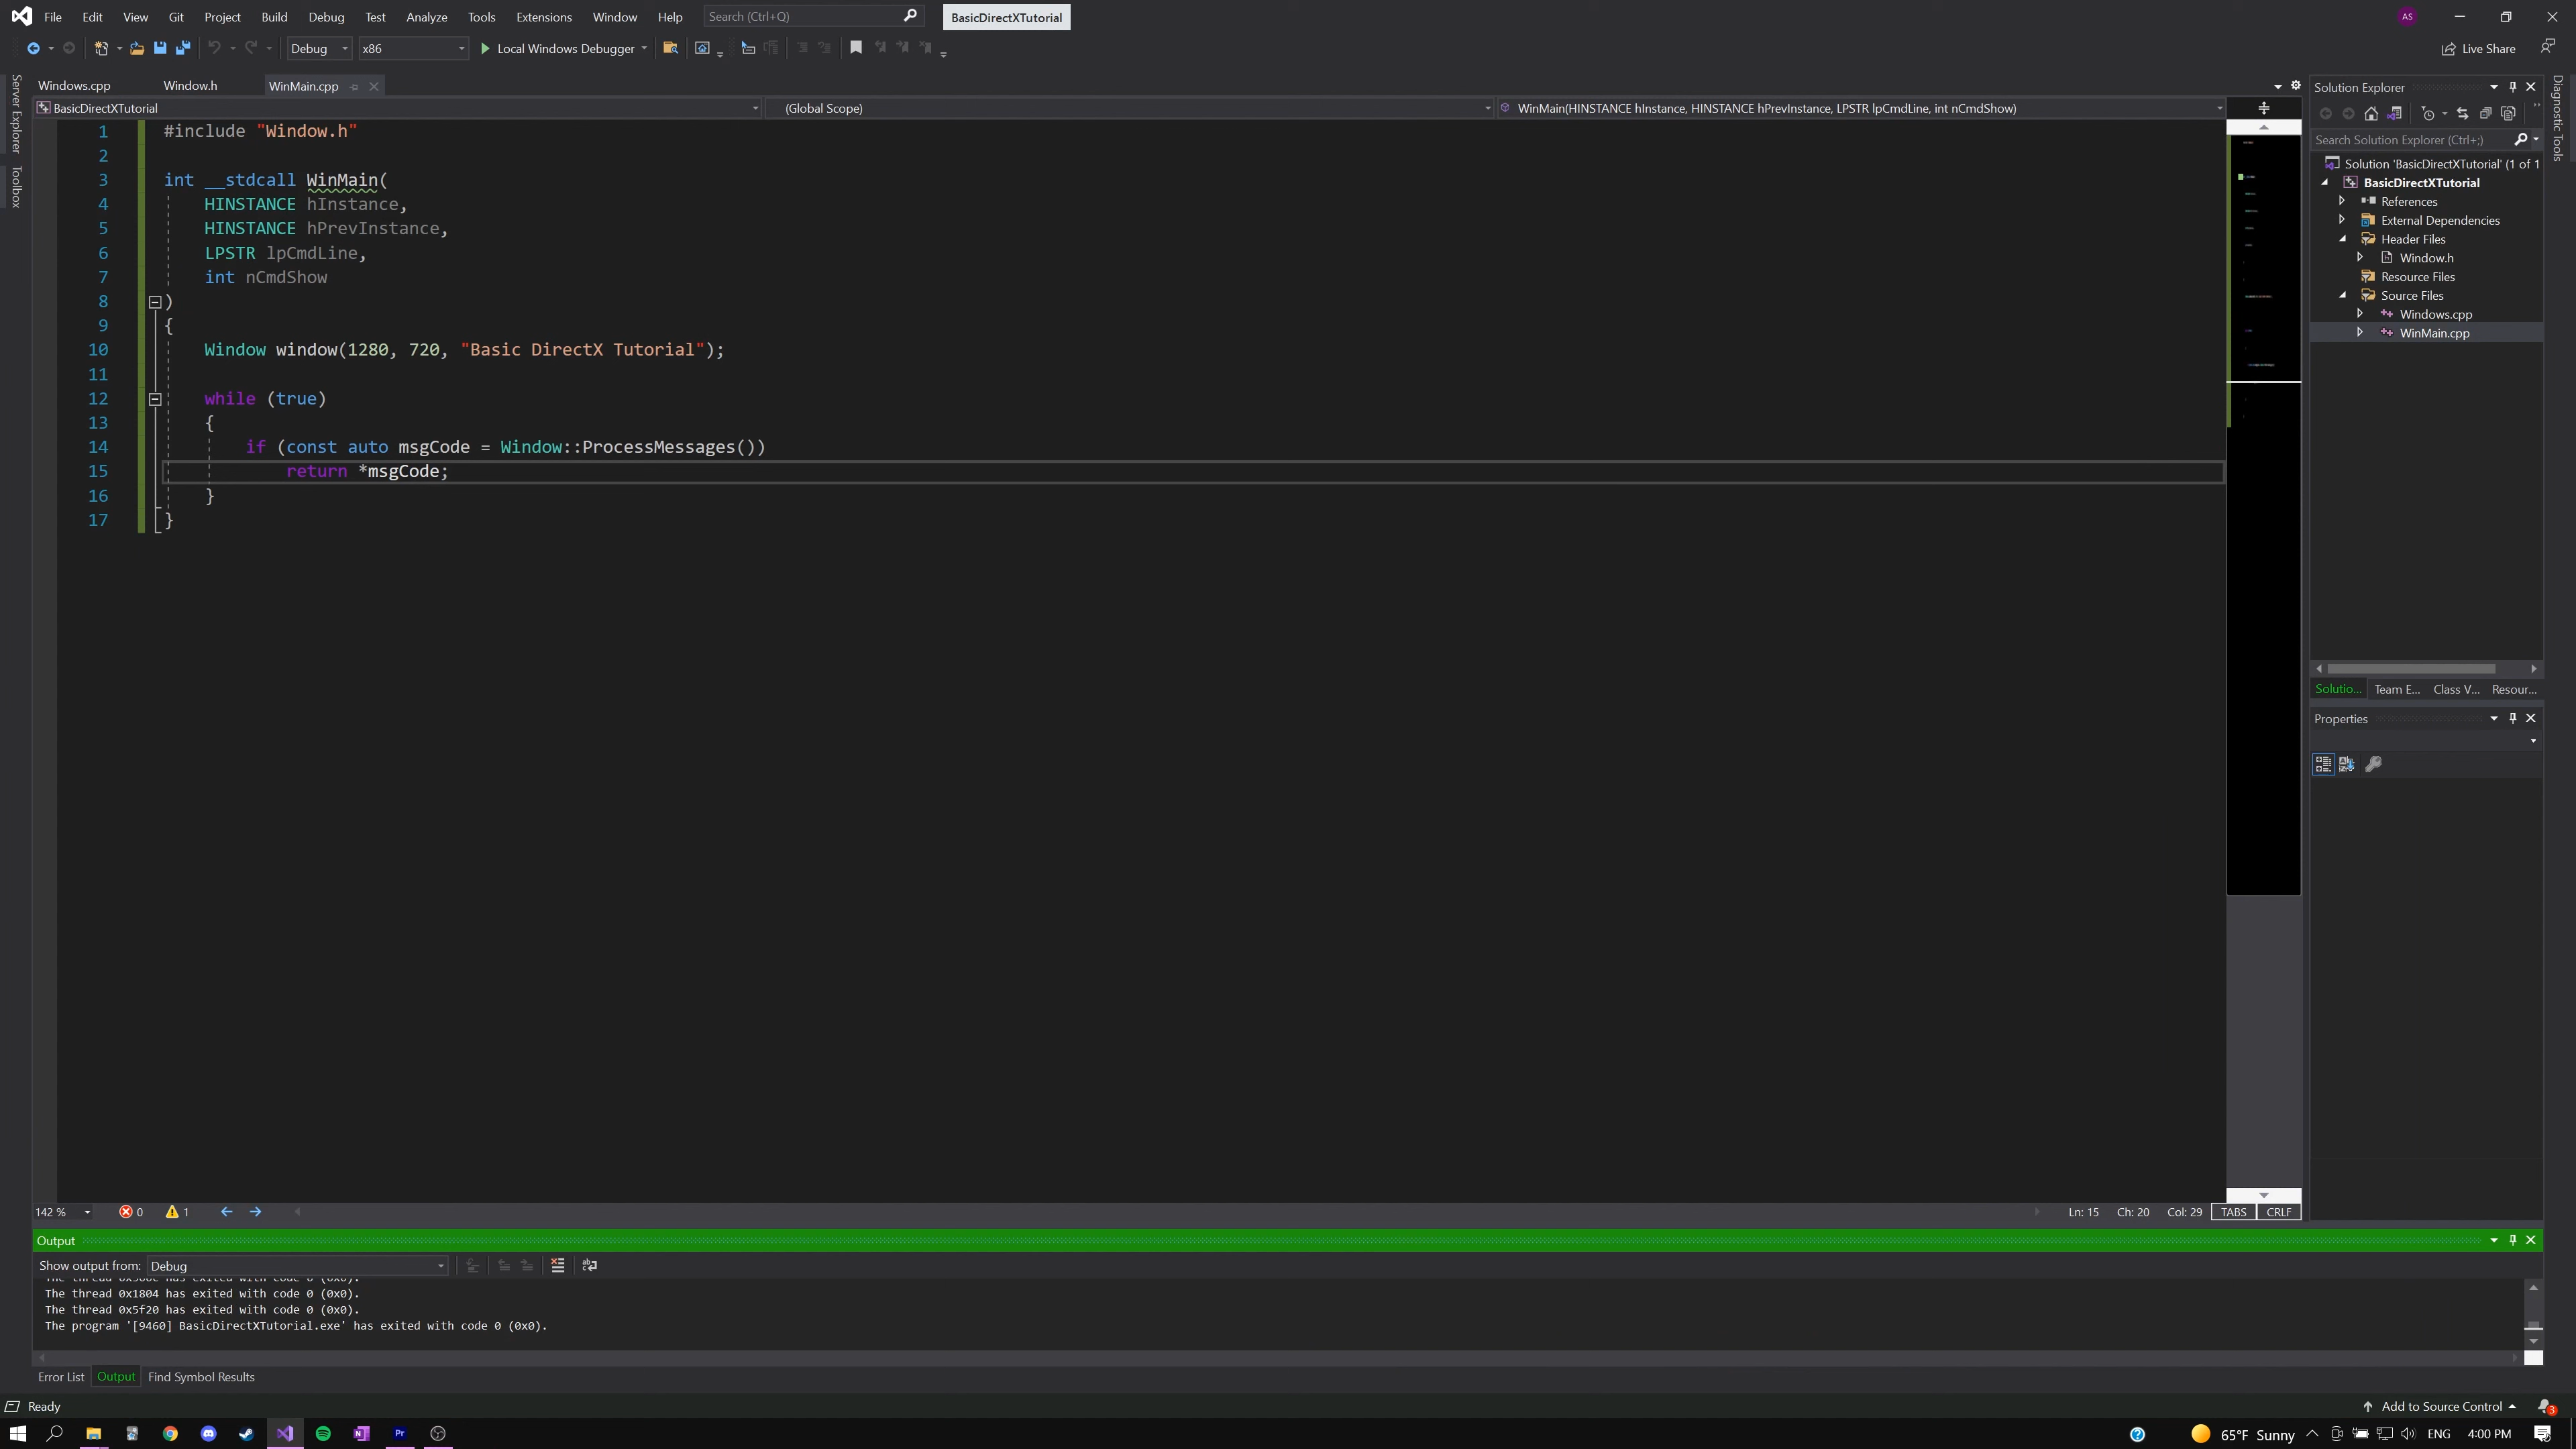 File Edit View Git Project Build Debug Test Analyze Tools Extensions Window Help Search (Ctrl+Q) BasicDirectXTutorial AS
Debug x86 Local Windows Debugger Live Share
Server Explorer
Toolbox
Windows.cpp Window.h WinMain.cpp
BasicDirectXTutorial (Global Scope) WinMain(HINSTANCE hInstance, HINSTANCE hPrevInstance, LPSTR lpCmdLine, int nCmdShow)
1 #include "Window.h"
2
3 int __stdcall WinMain(
4 HINSTANCE hInstance,
5 HINSTANCE hPrevInstance,
6 LPSTR lpCmdLine,
7 int nCmdShow
8 )
9 {
10 Window window(1280, 720, "Basic DirectX Tutorial");
11
12 while (true)
13 {
14 if (const auto msgCode = Window::ProcessMessages())
15 return *msgCode;
16 }
17 }
142 % 0 1 Ln: 15 Ch: 20 Col: 29 TABS CRLF
Solution Explorer
Search Solution Explorer (Ctrl+;)
Solution 'BasicDirectXTutorial' (1 of 1
BasicDirectXTutorial
References
External Dependencies
Header Files
Window.h
Resource Files
Source Files
Windows.cpp
WinMain.cpp
Solutio... Team E... Class V... Resour...
Properties
Diagnostic Tools
Output
Show output from: Debug
The thread 0x1804 has exited with code 0 (0x0).
The thread 0x5f20 has exited with code 0 (0x0).
The program '[9460] BasicDirectXTutorial.exe' has exited with code 0 (0x0).
Error List Output Find Symbol Results
Ready Add to Source Control 3
N Pr 65°F Sunny ENG 4:00 PM